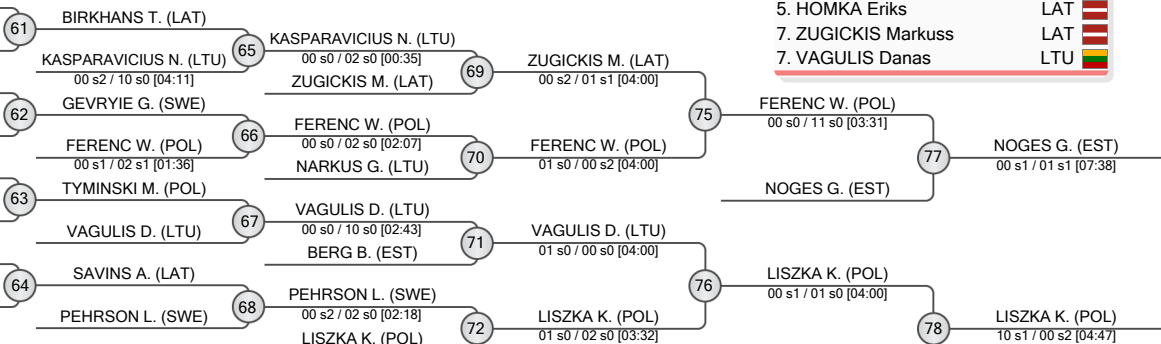 5. HOMKA Eriks LAT
7. ZUGICKIS Markuss LAT
7. VAGULIS Danas LTU
61
BIRKHANS T. (LAT)
KASPARAVICIUS N. (LTU)
00 s2 / 10 s0 [04:11]
65
KASPARAVICIUS N. (LTU)
00 s0 / 02 s0 [00:35]
ZUGICKIS M. (LAT)
69
ZUGICKIS M. (LAT)
00 s2 / 01 s1 [04:00]
62
GEVRYIE G. (SWE)
FERENC W. (POL)
00 s1 / 02 s1 [01:36]
66
FERENC W. (POL)
00 s0 / 02 s0 [02:07]
NARKUS G. (LTU)
70
FERENC W. (POL)
01 s0 / 00 s2 [04:00]
75
FERENC W. (POL)
00 s0 / 11 s0 [03:31]
NOGES G. (EST)
77
NOGES G. (EST)
00 s1 / 01 s1 [07:38]
63
TYMINSKI M. (POL)
VAGULIS D. (LTU)
67
VAGULIS D. (LTU)
00 s0 / 10 s0 [02:43]
BERG B. (EST)
71
VAGULIS D. (LTU)
01 s0 / 00 s0 [04:00]
64
SAVINS A. (LAT)
PEHRSON L. (SWE)
68
PEHRSON L. (SWE)
00 s2 / 02 s0 [02:18]
LISZKA K. (POL)
72
LISZKA K. (POL)
01 s0 / 02 s0 [03:32]
76
LISZKA K. (POL)
00 s1 / 01 s0 [04:00]
78
LISZKA K. (POL)
10 s1 / 00 s2 [04:47]